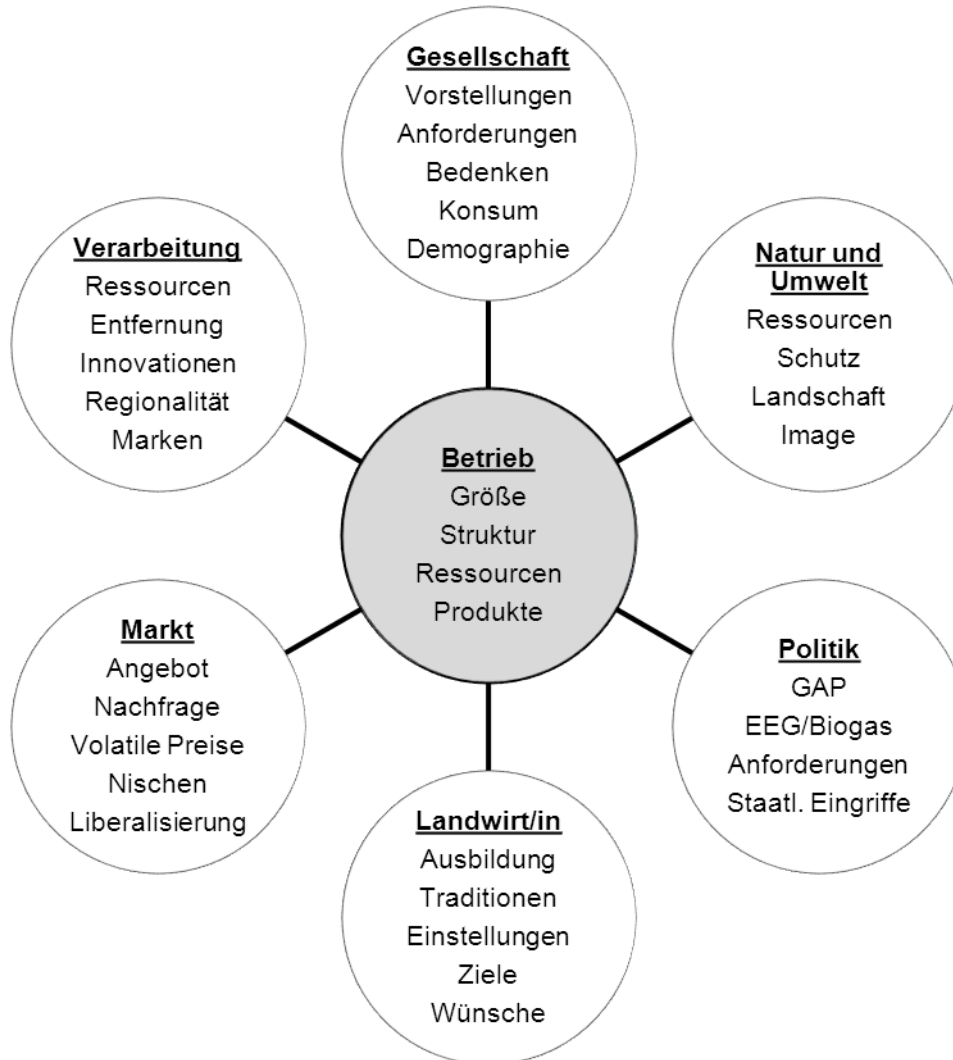 Gesellschaft
Vorstellungen
Anforderungen
Bedenken
Konsum
Demographie
Verarbeitung
Ressourcen
Entfernung
Innovationen
Regionalität
Marken
Natur und
Umwelt
Ressourcen
Schutz
Landschaft
Image
Betrieb
Größe
Struktur
Ressourcen
Produkte
Markt
Angebot
Nachfrage
Volatile Preise
Nischen
Liberalisierung
Politik
GAP
EEG/Biogas
Anforderungen
Staatl. Eingriffe
Landwirt/in
Ausbildung
Traditionen
Einstellungen
Ziele
Wünsche